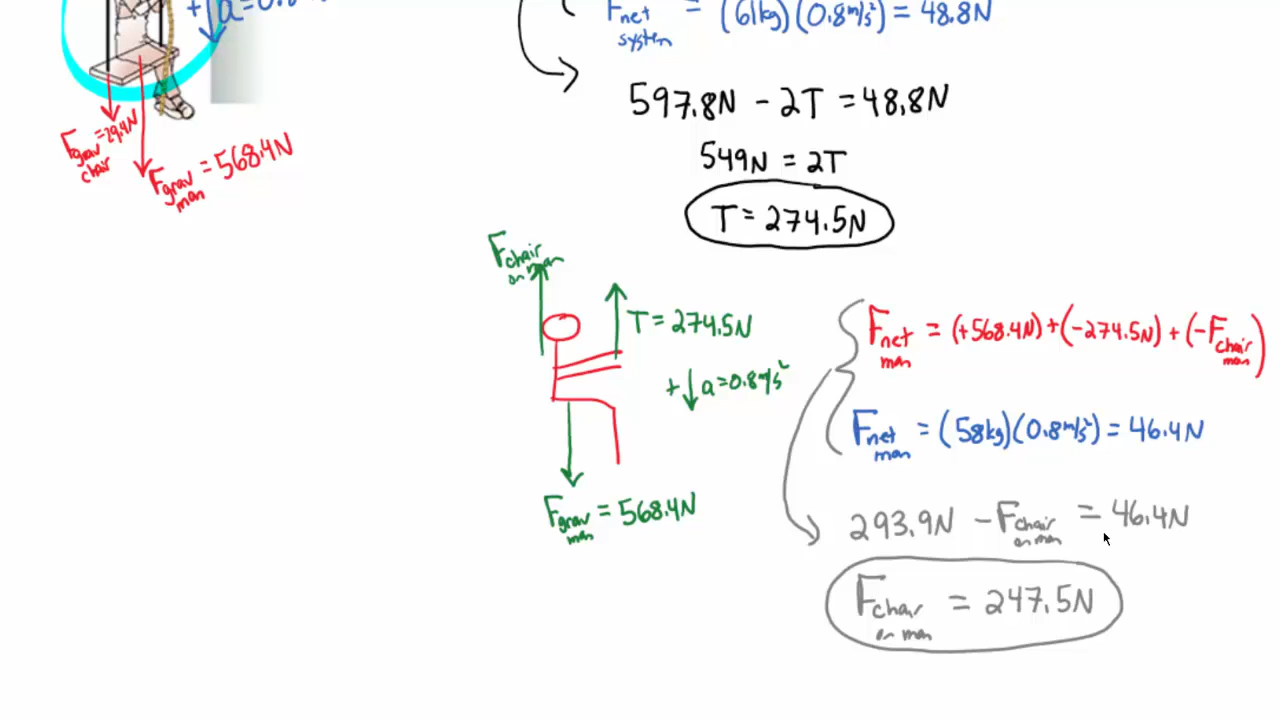 +↓a=0.8
F net system = (61kg)(0.8m/s²) = 48.8N
597.8N - 2T = 48.8N
549N = 2T
T = 274.5N
F grav chair = 29.4N
F grav man = 568.4N
F chair on man
T = 274.5N
+↓a=0.8m/s²
F grav man = 568.4N
F net man = (+568.4N)+(-274.5N)+(-F chair man)
F net man = (58kg)(0.8m/s²) = 46.4N
293.9N - F chair on man = 46.4N
F chair on man = 247.5N